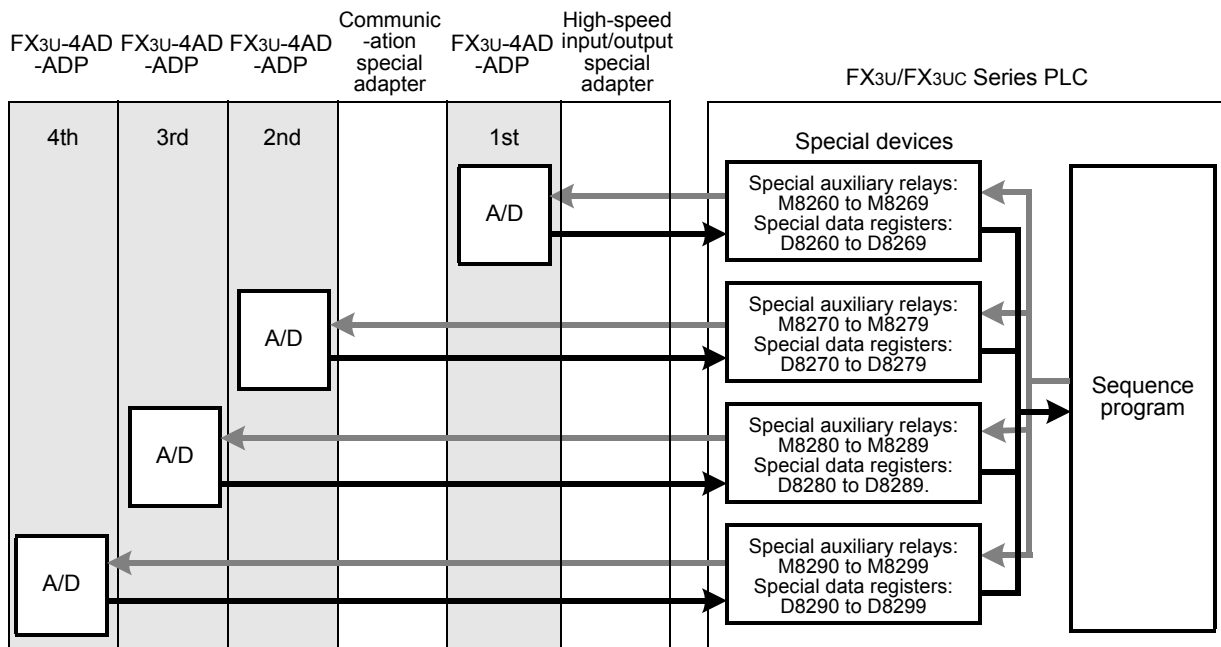 FX3U-4AD
-ADP
FX3U-4AD
-ADP
FX3U-4AD
-ADP
Communic
-ation
special
adapter
FX3U-4AD
-ADP
High-speed
input/output
special
adapter
FX3U/FX3UC Series PLC
4th
3rd
2nd
1st
Special devices
A/D
Special auxiliary relays:
M8260 to M8269
Special data registers:
D8260 to D8269
A/D
Special auxiliary relays:
M8270 to M8279
Special data registers:
D8270 to D8279
Sequence
program
A/D
Special auxiliary relays:
M8280 to M8289
Special data registers:
D8280 to D8289.
A/D
Special auxiliary relays:
M8290 to M8299
Special data registers:
D8290 to D8299